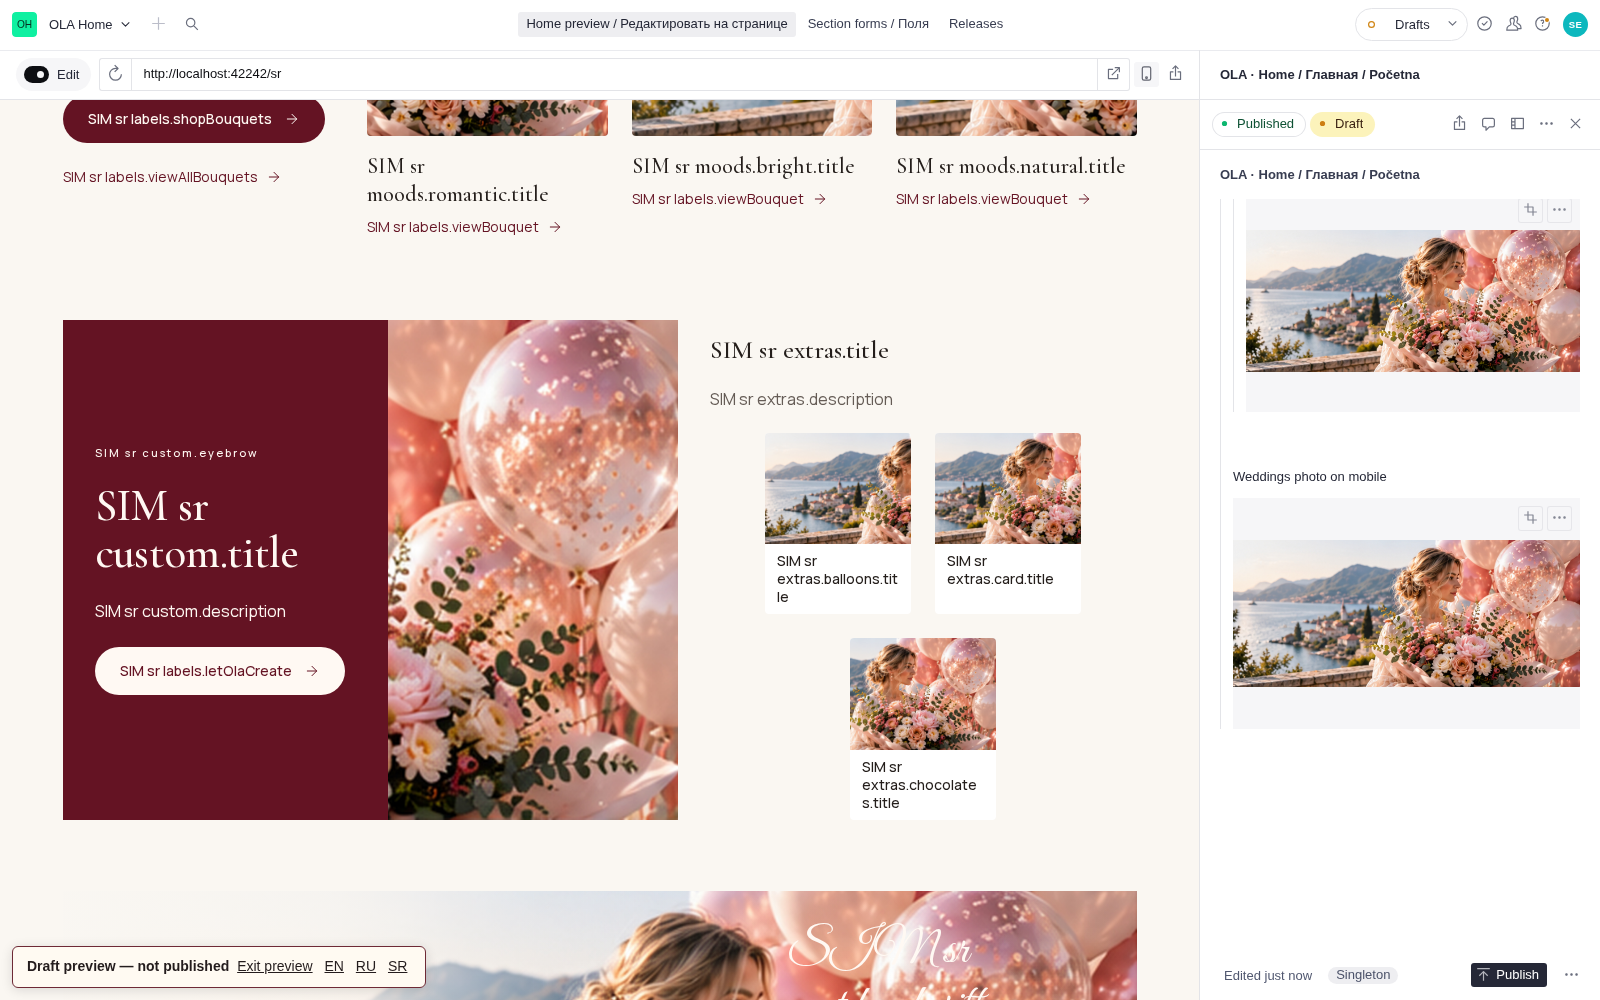 OH OLA Home
Home preview / Редактировать на странице
Section forms / Поля
Releases
Drafts
SE
Edit
http://localhost:42242/sr
OLA · Home / Главная / Početna
SIM sr labels.shopBouquets
SIM sr labels.viewAllBouquets
SIM sr
moods.romantic.title
SIM sr labels.viewBouquet
SIM sr moods.bright.title
SIM sr labels.viewBouquet
SIM sr moods.natural.title
SIM sr labels.viewBouquet
SIM sr custom.eyebrow
SIM sr
custom.title
SIM sr custom.description
SIM sr labels.letOlaCreate
SIM sr extras.title
SIM sr extras.description
SIM sr
extras.balloons.tit
le
SIM sr
extras.card.title
SIM sr
extras.chocolate
s.title
SIM sr
Draft preview — not published Exit preview EN RU SR
Published
Draft
OLA · Home / Главная / Početna
Weddings photo on mobile
Edited just now
Singleton
Publish